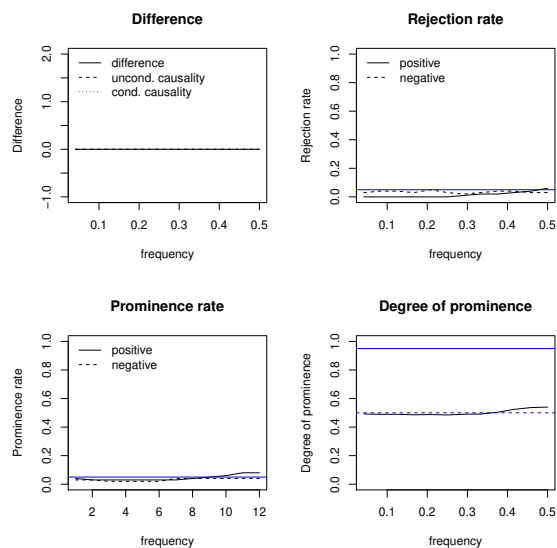 Difference
Difference
−1.0 0.0 1.0 2.0
difference
uncond. causality
cond. causality
0.1 0.2 0.3 0.4 0.5
frequency
Rejection rate
Rejection rate
0.0 0.2 0.4 0.6 0.8 1.0
positive
negative
0.1 0.2 0.3 0.4 0.5
frequency
Prominence rate
Prominence rate
0.0 0.2 0.4 0.6 0.8 1.0
positive
negative
2 4 6 8 10 12
frequency
Degree of prominence
Degree of prominence
0.0 0.2 0.4 0.6 0.8 1.0
0.1 0.2 0.3 0.4 0.5
frequency